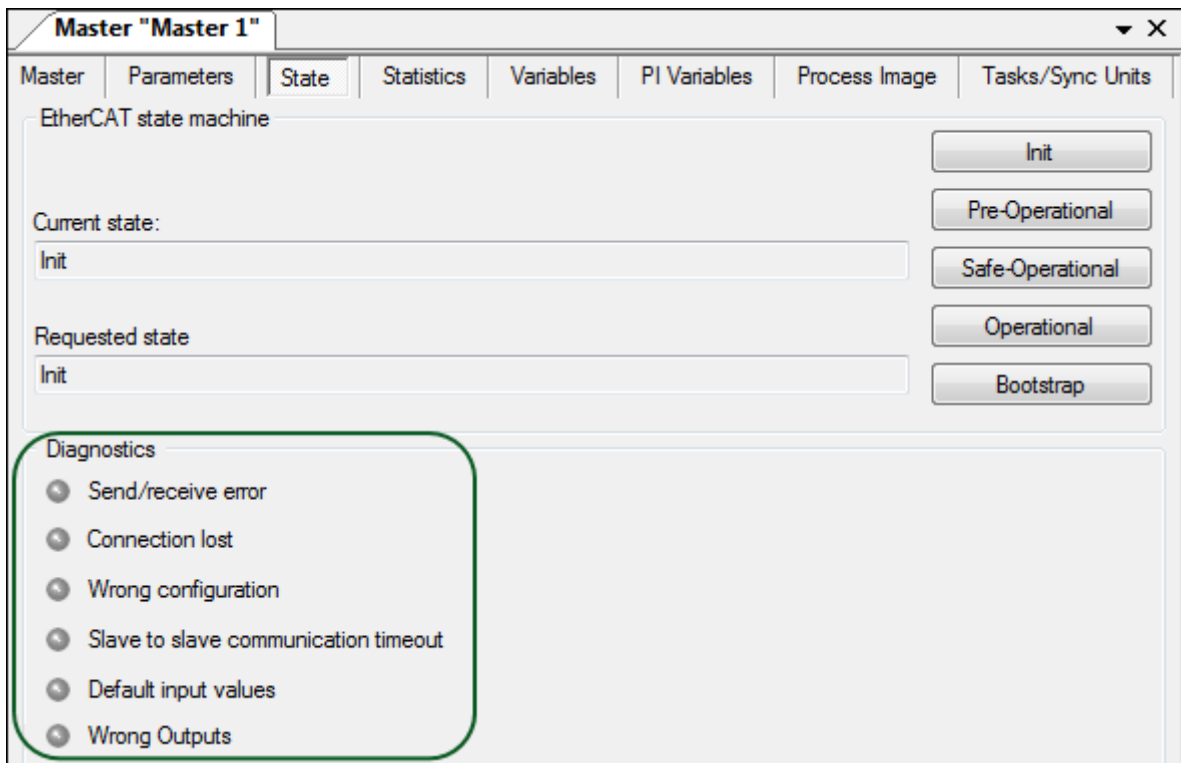 Master "Master 1"
Master Parameters State Statistics Variables PI Variables Process Image Tasks/Sync Units
EtherCAT state machine
Init
Pre-Operational
Current state:
Init
Safe-Operational
Operational
Requested state
Init
Bootstrap
Diagnostics
Send/receive error
Connection lost
Wrong configuration
Slave to slave communication timeout
Default input values
Wrong Outputs